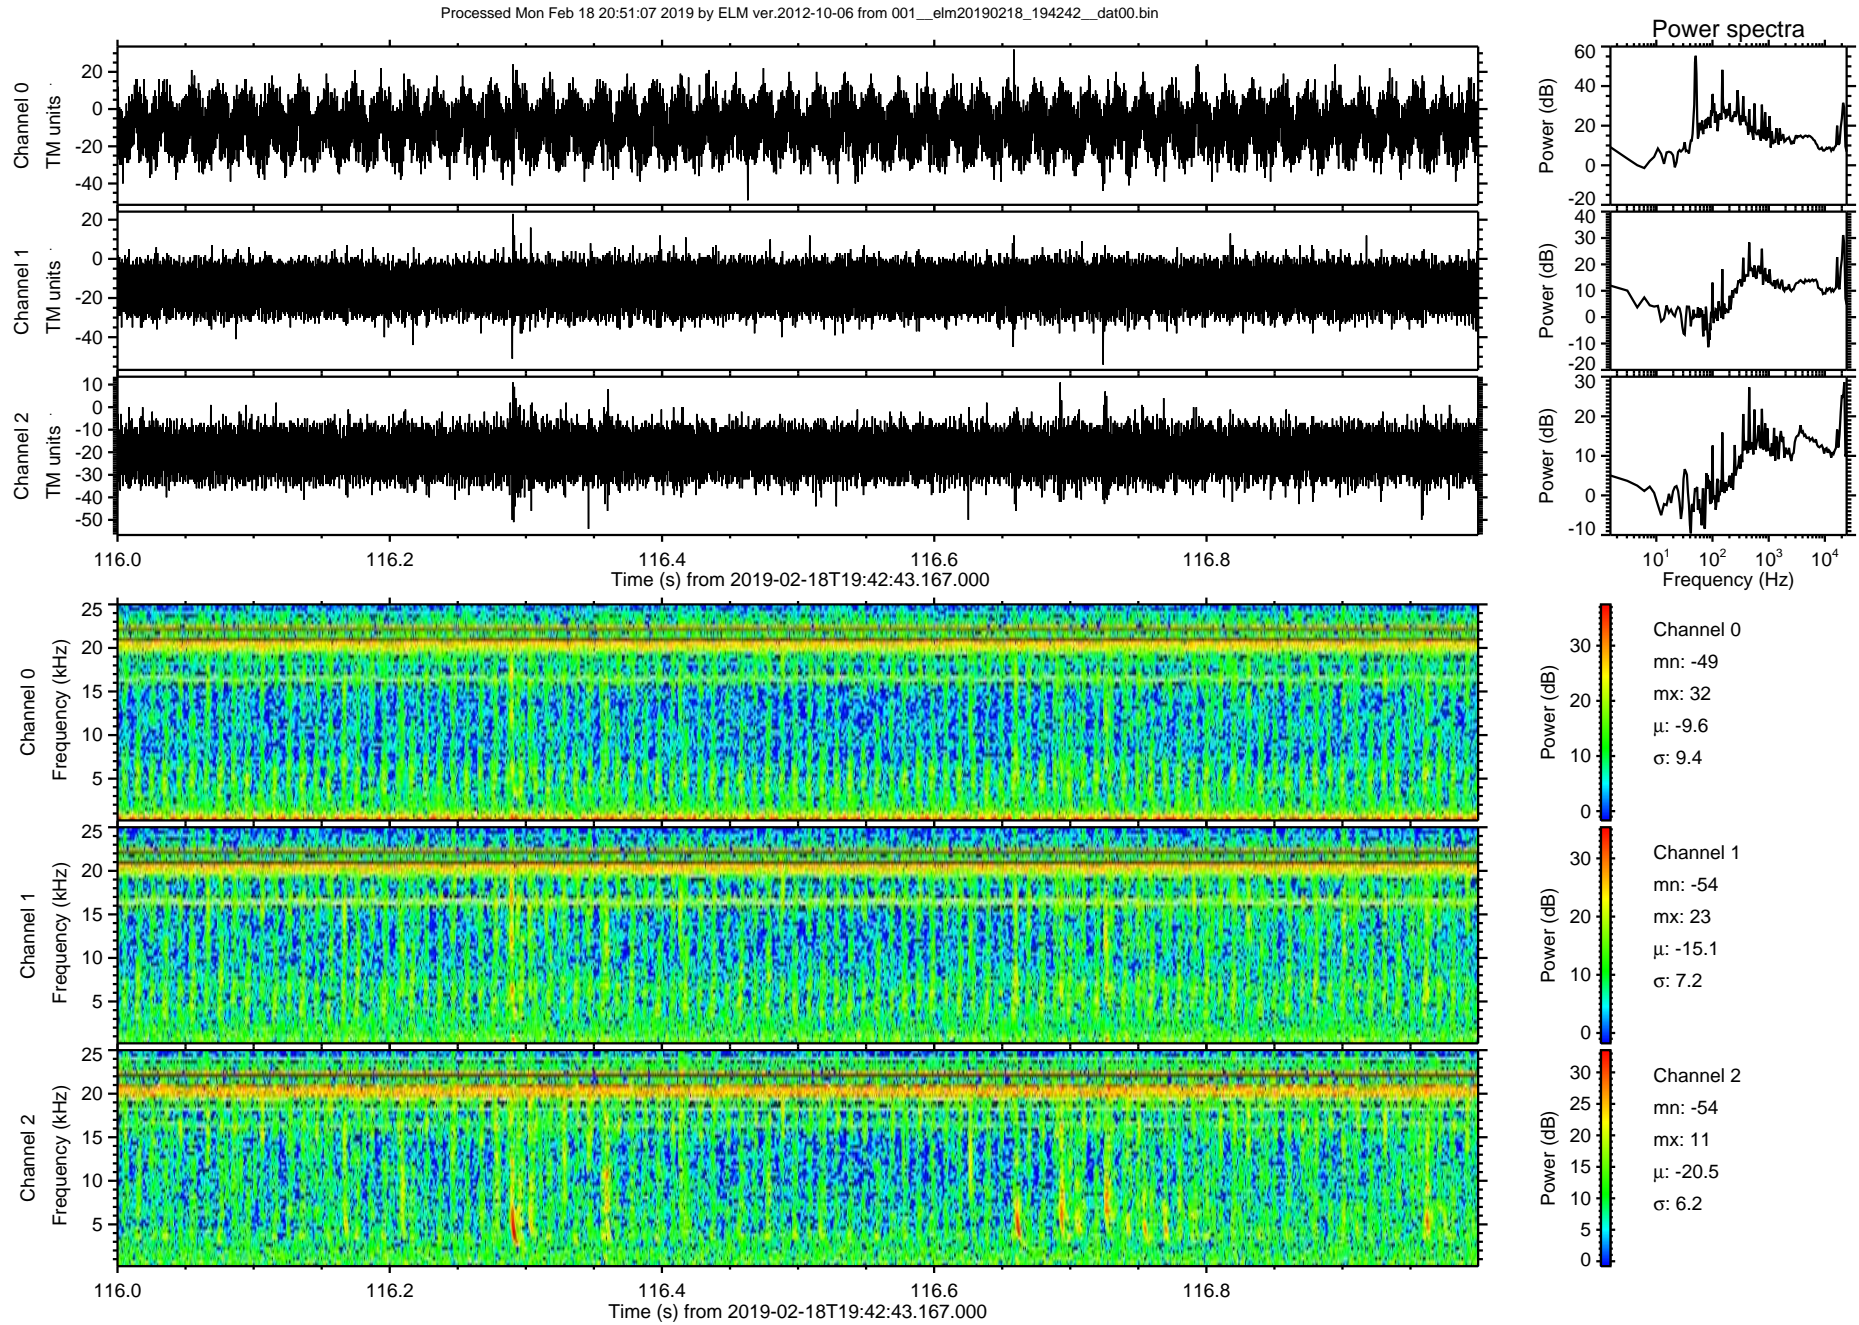 Processed Mon Feb 18 20:51:07 2019 by ELM ver.2012-10-06 from 001__elm20190218_194242__dat00.bin
Power spectra
Channel 0
TM units
20
0
-20
-40
Power (dB)
60
40
20
0
-20
Channel 1
TM units
20
0
-20
-40
Power (dB)
40
30
20
10
0
-10
-20
Channel 2
TM units
10
0
-10
-20
-30
-40
-50
Power (dB)
30
20
10
0
-10
116.0 116.2 116.4 116.6 116.8
Time (s) from 2019-02-18T19:42:43.167.000
10¹ 10² 10³ 10⁴
Frequency (Hz)
Channel 0
Frequency (kHz)
25
20
15
10
5
Power (dB)
30
20
10
0
Channel 0
mn: -49
mx: 32
μ: -9.6
σ: 9.4
Channel 1
Frequency (kHz)
25
20
15
10
5
Power (dB)
30
20
10
0
Channel 1
mn: -54
mx: 23
μ: -15.1
σ: 7.2
Channel 2
Frequency (kHz)
25
20
15
10
5
Power (dB)
30
25
20
15
10
5
0
Channel 2
mn: -54
mx: 11
μ: -20.5
σ: 6.2
116.0 116.2 116.4 116.6 116.8
Time (s) from 2019-02-18T19:42:43.167.000